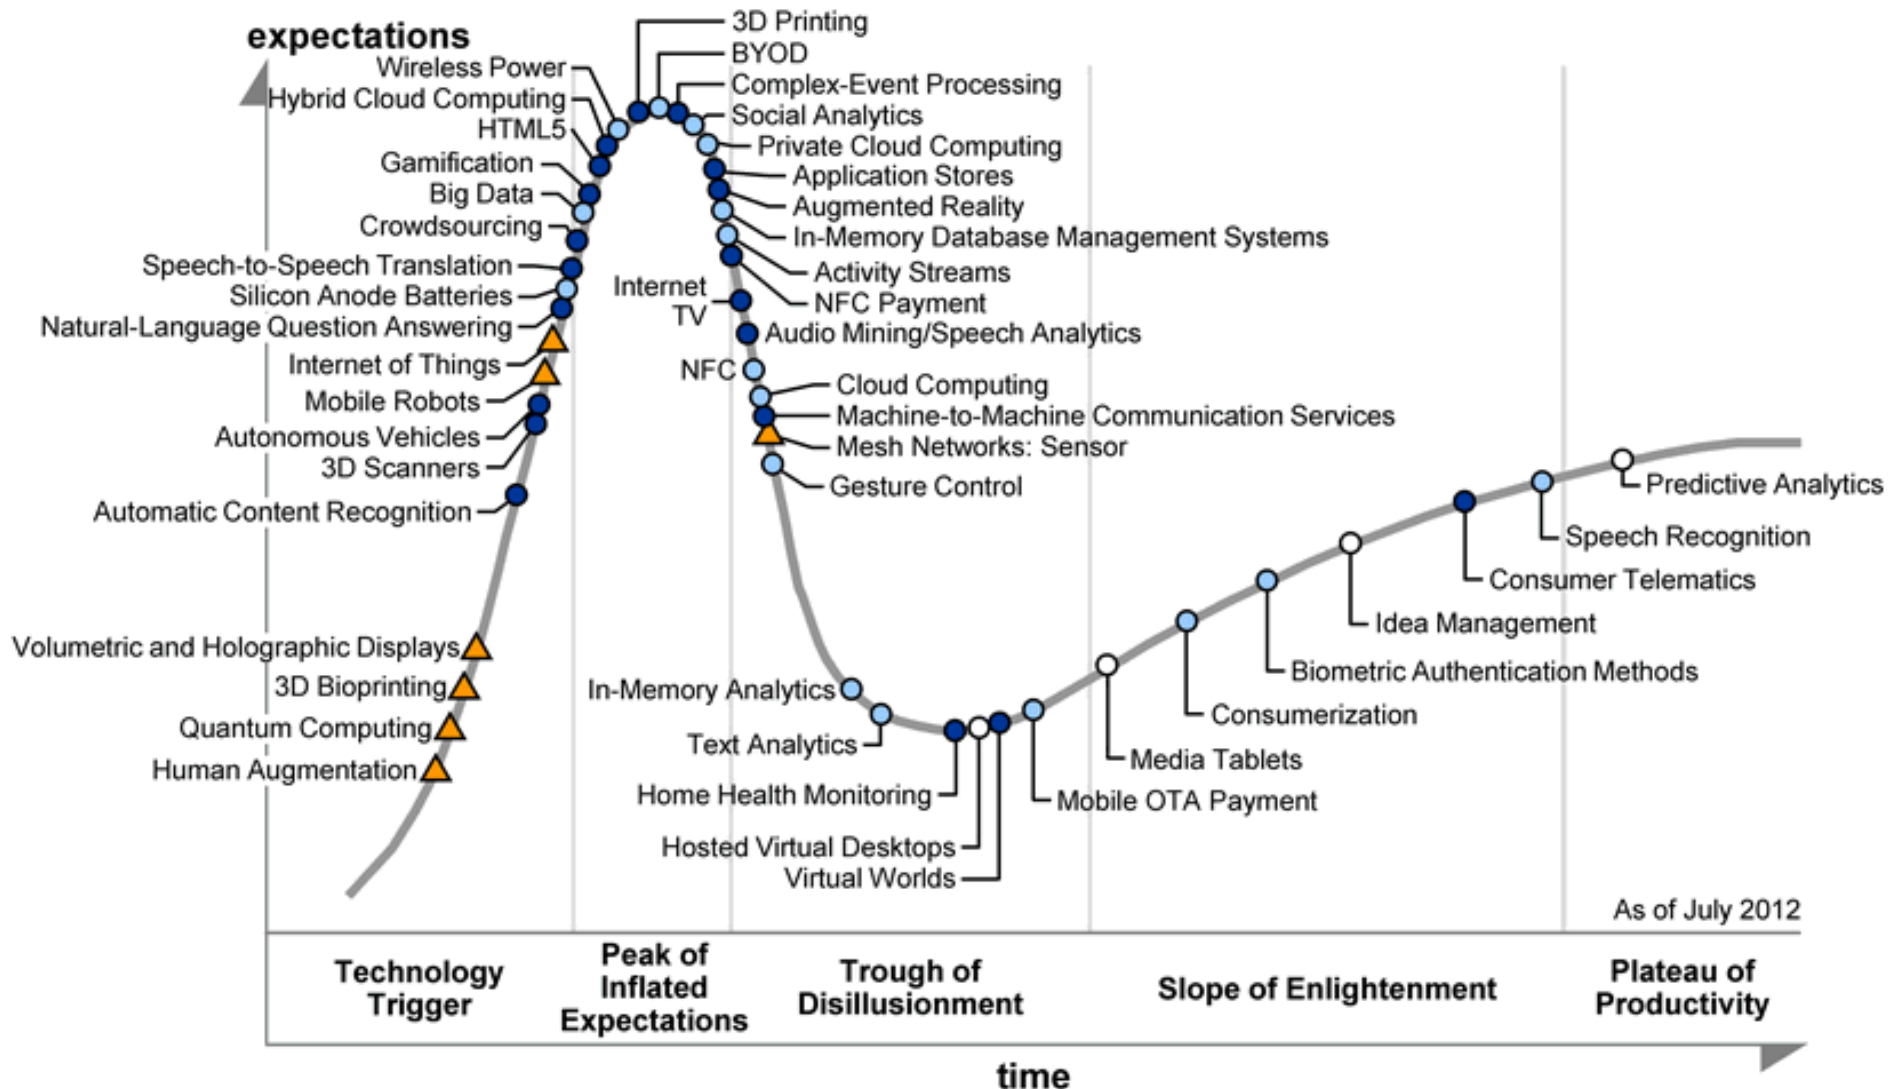 expectations
3D Printing
BYOD
Wireless Power
Complex-Event Processing
Hybrid Cloud Computing
Social Analytics
HTML5
Private Cloud Computing
Gamification
Application Stores
Big Data
Augmented Reality
Crowdsourcing
In-Memory Database Management Systems
Speech-to-Speech Translation
Activity Streams
Silicon Anode Batteries
Internet
TV
NFC Payment
Natural-Language Question Answering
Audio Mining/Speech Analytics
Internet of Things
NFC
Cloud Computing
Mobile Robots
Machine-to-Machine Communication Services
Autonomous Vehicles
Mesh Networks: Sensor
3D Scanners
Gesture Control
Predictive Analytics
Automatic Content Recognition
Speech Recognition
Consumer Telematics
Idea Management
Volumetric and Holographic Displays
Biometric Authentication Methods
3D Bioprinting
In-Memory Analytics
Consumerization
Quantum Computing
Text Analytics
Media Tablets
Human Augmentation
Home Health Monitoring
Mobile OTA Payment
Hosted Virtual Desktops
Virtual Worlds
As of July 2012
Technology
Trigger
Peak of
Inflated
Expectations
Trough of
Disillusionment
Slope of Enlightenment
Plateau of
Productivity
time